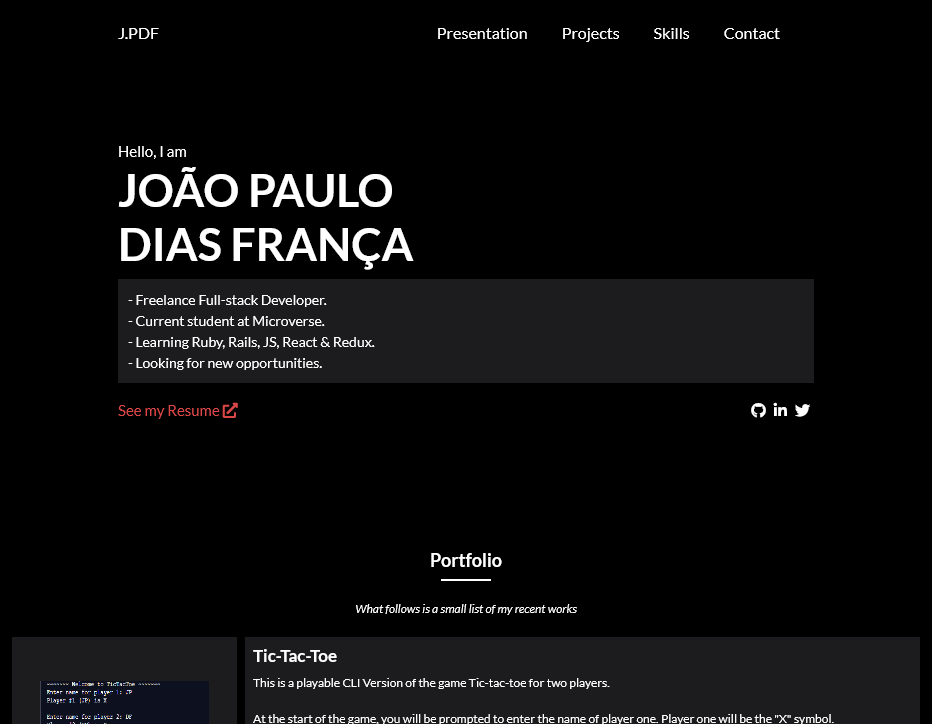 J.PDF
Presentation Projects Skills Contact
Hello, I am
JOÃO PAULO
DIAS FRANÇA
- Freelance Full-stack Developer.
- Current student at Microverse.
- Learning Ruby, Rails, JS, React & Redux.
- Looking for new opportunities.
See my Resume
Portfolio
What follows is a small list of my recent works
~~~~~~~ Welcome to TicTacToe ~~~~~~~
Enter name for player 1: JP
Player #1 (JP) is X
Enter name for player 2: DF
Tic-Tac-Toe
This is a playable CLI Version of the game Tic-tac-toe for two players.
At the start of the game, you will be prompted to enter the name of player one. Player one will be the "X" symbol.